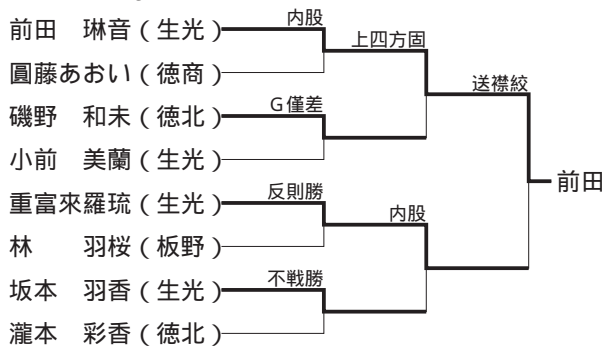 前田　琳音（生光）
圓藤あおい（徳商）
磯野　和未（徳北）
小前　美蘭（生光）
重富來羅琉（生光）
林　　羽桜（板野）
坂本　羽香（生光）
瀧本　彩香（徳北）
内股
G僅差
反則勝
不戦勝
上四方固
内股
送襟絞
前田